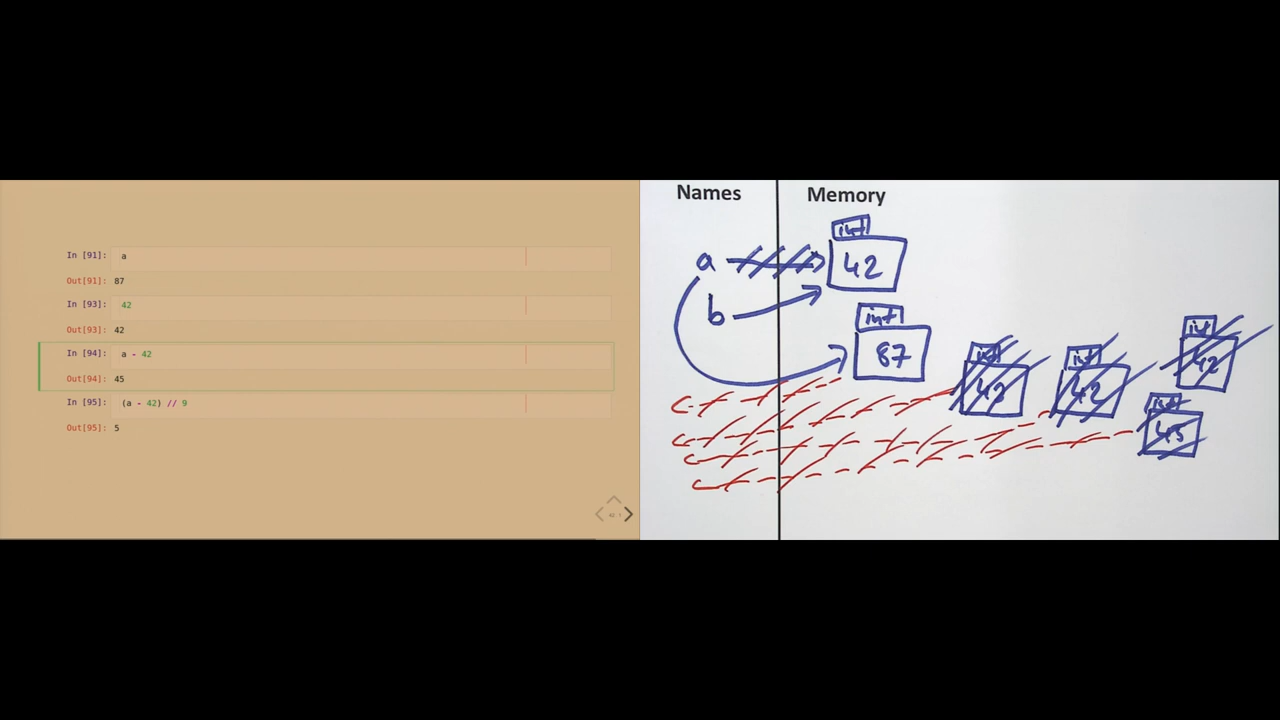 In [91]: a
Out[91]: 87
In [93]: 42
Out[93]: 42
In [94]: a - 42
Out[94]: 45
In [95]: (a - 42) // 9
Out[95]: 5
Names Memory
int
a 42
b
int
87
int
42
int
42
int
42
int
45